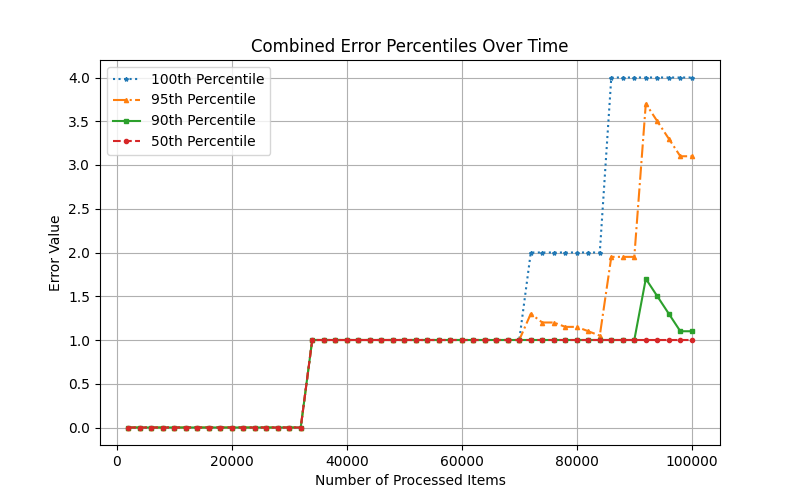 Combined Error Percentiles Over Time
100th Percentile
95th Percentile
90th Percentile
50th Percentile
4.0
3.5
3.0
2.5
2.0
1.5
1.0
0.5
0.0
Error Value
0
20000
40000
60000
80000
100000
Number of Processed Items